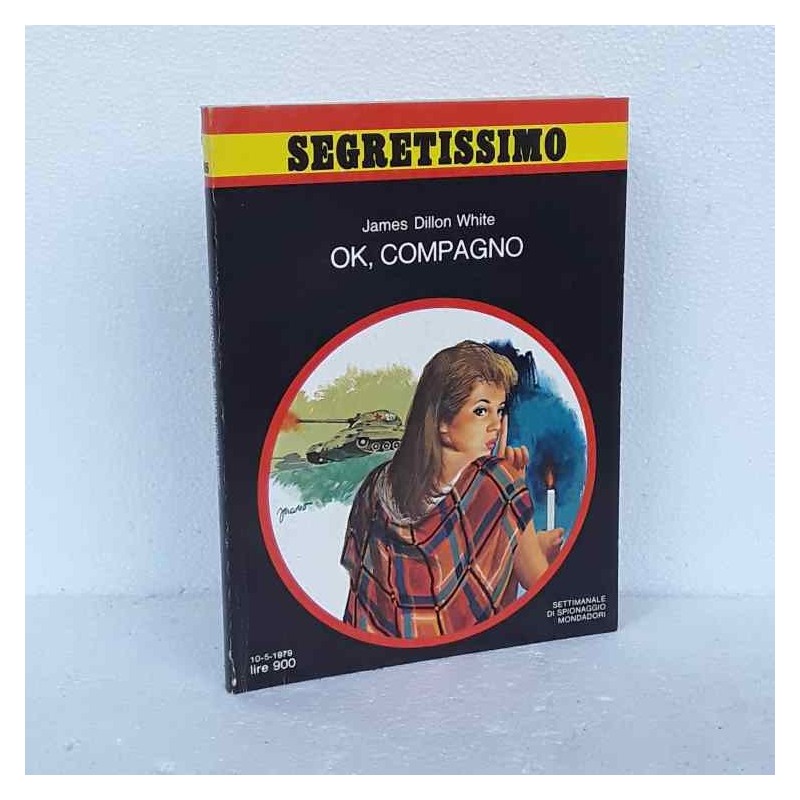 SEGRETISSIMO
James Dillon White
OK, COMPAGNO
SETTIMANALE
DI SPIONAGGIO
MONDADORI
10-5-1979
lire 900